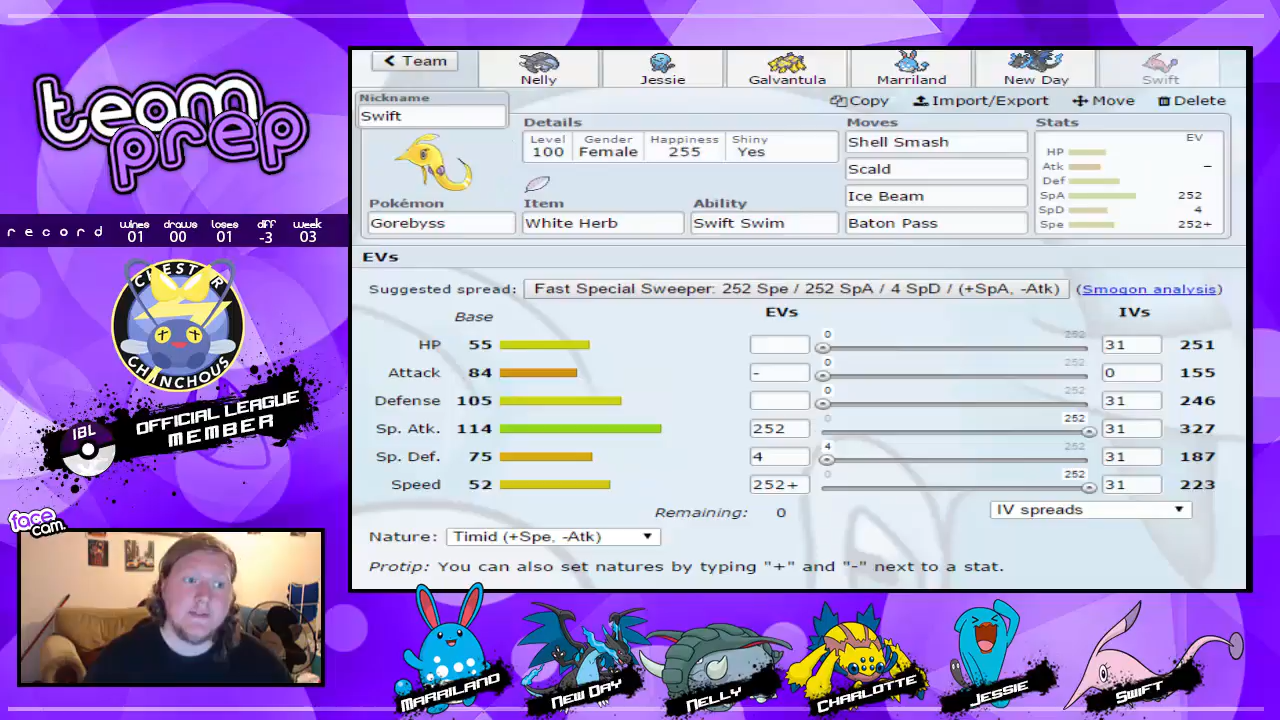 team
prep
record
wines draws loses diff week
01 00 01 -3 03
CHESTER
CHINCHOUS
IBL
OFFICIAL LEAGUE
MEMBER
face
cam.
Team
Nelly
Jessie
Galvantula
Marriland
New Day
Swift
Nickname
Swift
Copy Import/Export Move Delete
Details
Level Gender Happiness Shiny
100 Female 255 Yes
Moves
Shell Smash
Scald
Ice Beam
Baton Pass
Stats
EV
HP
Atk –
Def
SpA 252
SpD 4
Spe 252+
Pokémon Item Ability
Gorebyss White Herb Swift Swim
EVs
Suggested spread: Fast Special Sweeper: 252 Spe / 252 SpA / 4 SpD / (+SpA, -Atk) (Smogon analysis)
Base EVs IVs
HP 55 0 252 31 251
Attack 84 - 0 0 155
Defense 105 0 31 246
Sp. Atk. 114 252 252 31 327
Sp. Def. 75 4 4 31 187
Speed 52 252+ 0 252 31 223
Remaining: 0
IV spreads
Nature: Timid (+Spe, -Atk)
Protip: You can also set natures by typing "+" and "-" next to a stat.
MARRILAND
NEW DAY
NELLY
CHARLOTTE
JESSIE
SWIFT